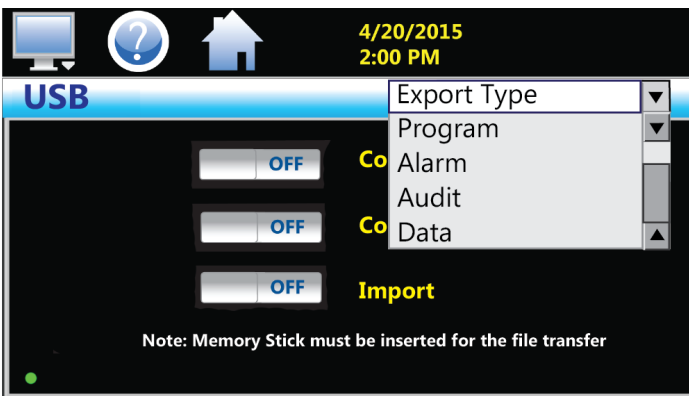 ?
4/20/2015
2:00 PM
USB
Export Type
Program
Alarm
Audit
Data
OFF
Co
OFF
Co
OFF
Import
Note: Memory Stick must be inserted for the file transfer